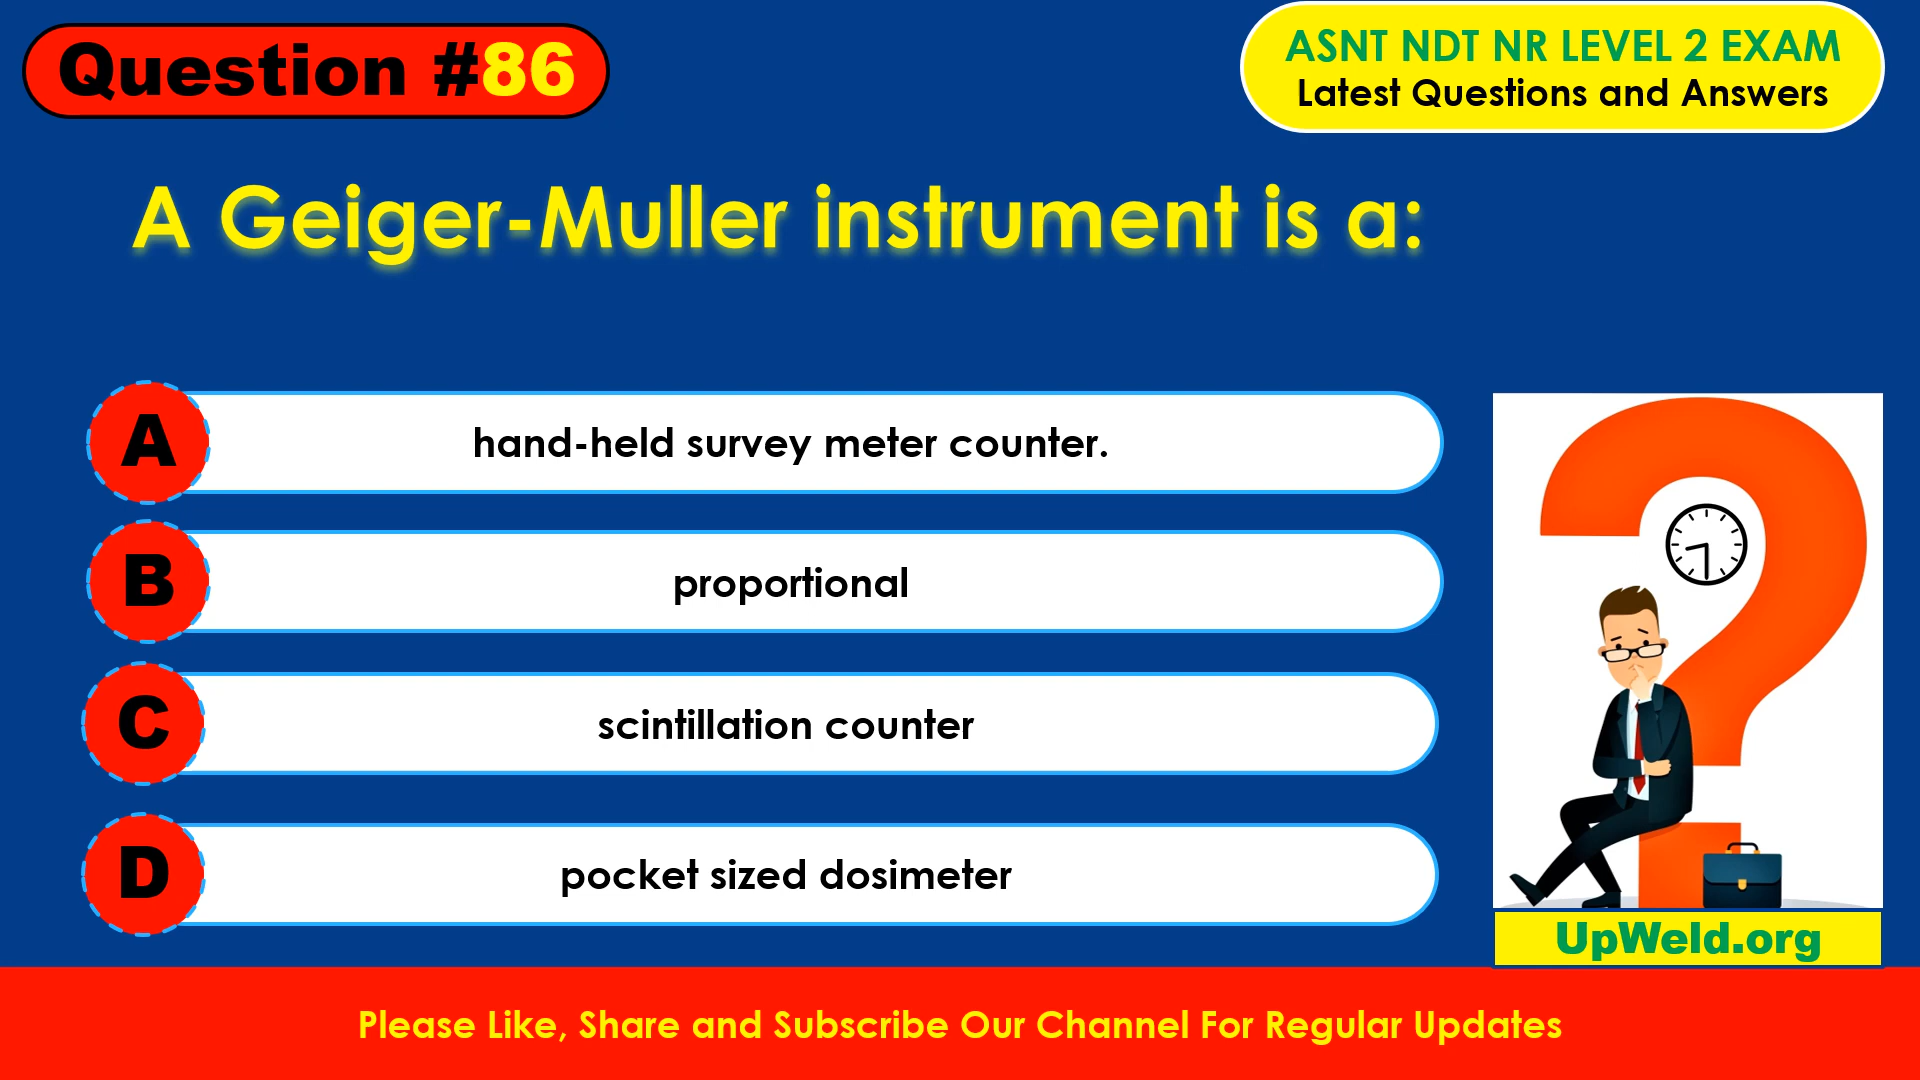 Question #86
ASNT NDT NR LEVEL 2 EXAM
Latest Questions and Answers
A Geiger-Muller instrument is a:
A
hand-held survey meter counter.
B
proportional
C
scintillation counter
D
pocket sized dosimeter
UpWeld.org
Please Like, Share and Subscribe Our Channel For Regular Updates